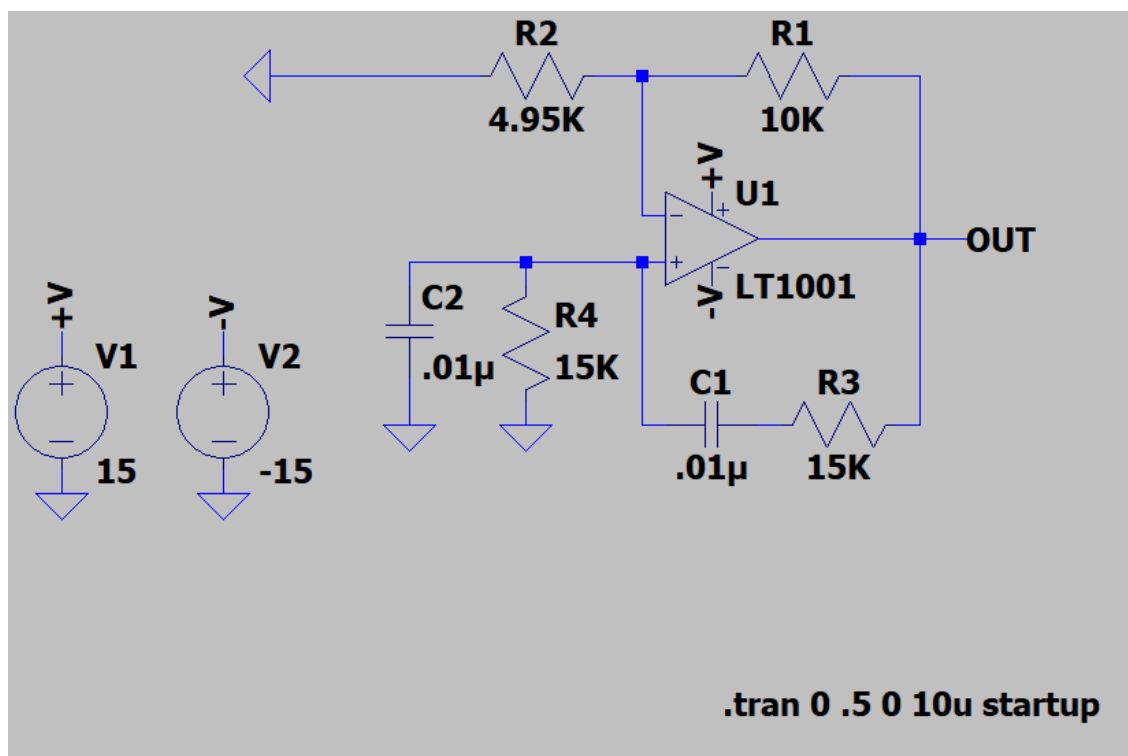 R2
4.95K
R1
10K
+V
U1
-V
LT1001
OUT
C2
.01µ
R4
15K
C1
.01µ
R3
15K
+V
V1
15
-V
V2
-15
.tran 0 .5 0 10u startup